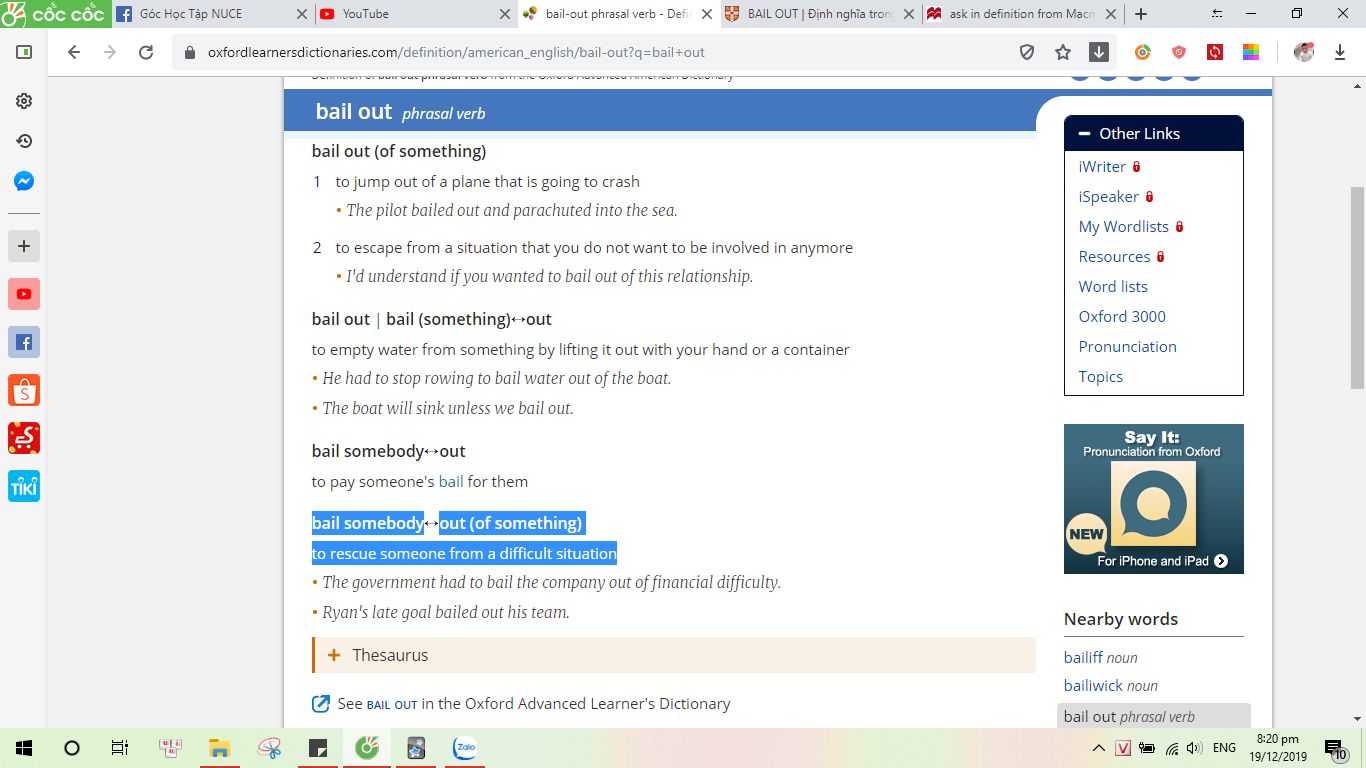 cốc cốc
Góc Học Tập NUCE
YouTube
bail-out phrasal verb - Defi
BAIL OUT | Định nghĩa tron
ask in definition from Macm
oxfordlearnersdictionaries.com/definition/american_english/bail-out?q=bail+out
Definition of bail out phrasal verb from the Oxford Advanced American Dictionary
bail out phrasal verb
bail out (of something)
1 to jump out of a plane that is going to crash
• The pilot bailed out and parachuted into the sea.
2 to escape from a situation that you do not want to be involved in anymore
• I'd understand if you wanted to bail out of this relationship.
bail out | bail (something)↔out
to empty water from something by lifting it out with your hand or a container
• He had to stop rowing to bail water out of the boat.
• The boat will sink unless we bail out.
bail somebody↔out
to pay someone's bail for them
bail somebody↔out (of something)
to rescue someone from a difficult situation
• The government had to bail the company out of financial difficulty.
• Ryan's late goal bailed out his team.
+ Thesaurus
See BAIL OUT in the Oxford Advanced Learner's Dictionary
Other Links
iWriter
iSpeaker
My Wordlists
Resources
Word lists
Oxford 3000
Pronunciation
Topics
Say It:
Pronunciation from Oxford
NEW
For iPhone and iPad
Nearby words
bailiff noun
bailiwick noun
bail out phrasal verb
TIKI
Zalo
V
ENG
8:20 pm
19/12/2019
10